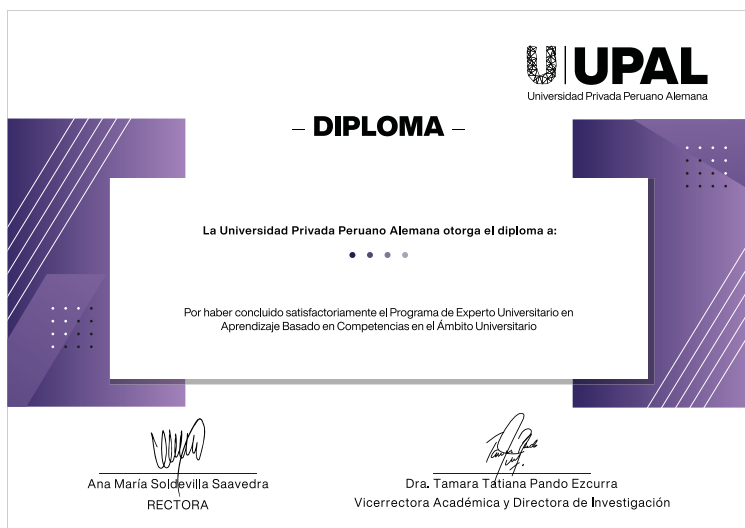 UPAL
Universidad Privada Peruano Alemana
– DIPLOMA –
La Universidad Privada Peruano Alemana otorga el diploma a:
Por haber concluido satisfactoriamente el Programa de Experto Universitario en
Aprendizaje Basado en Competencias en el Ámbito Universitario
Ana María Soldevilla Saavedra
RECTORA
Dra. Tamara Tatiana Pando Ezcurra
Vicerrectora Académica y Directora de Investigación